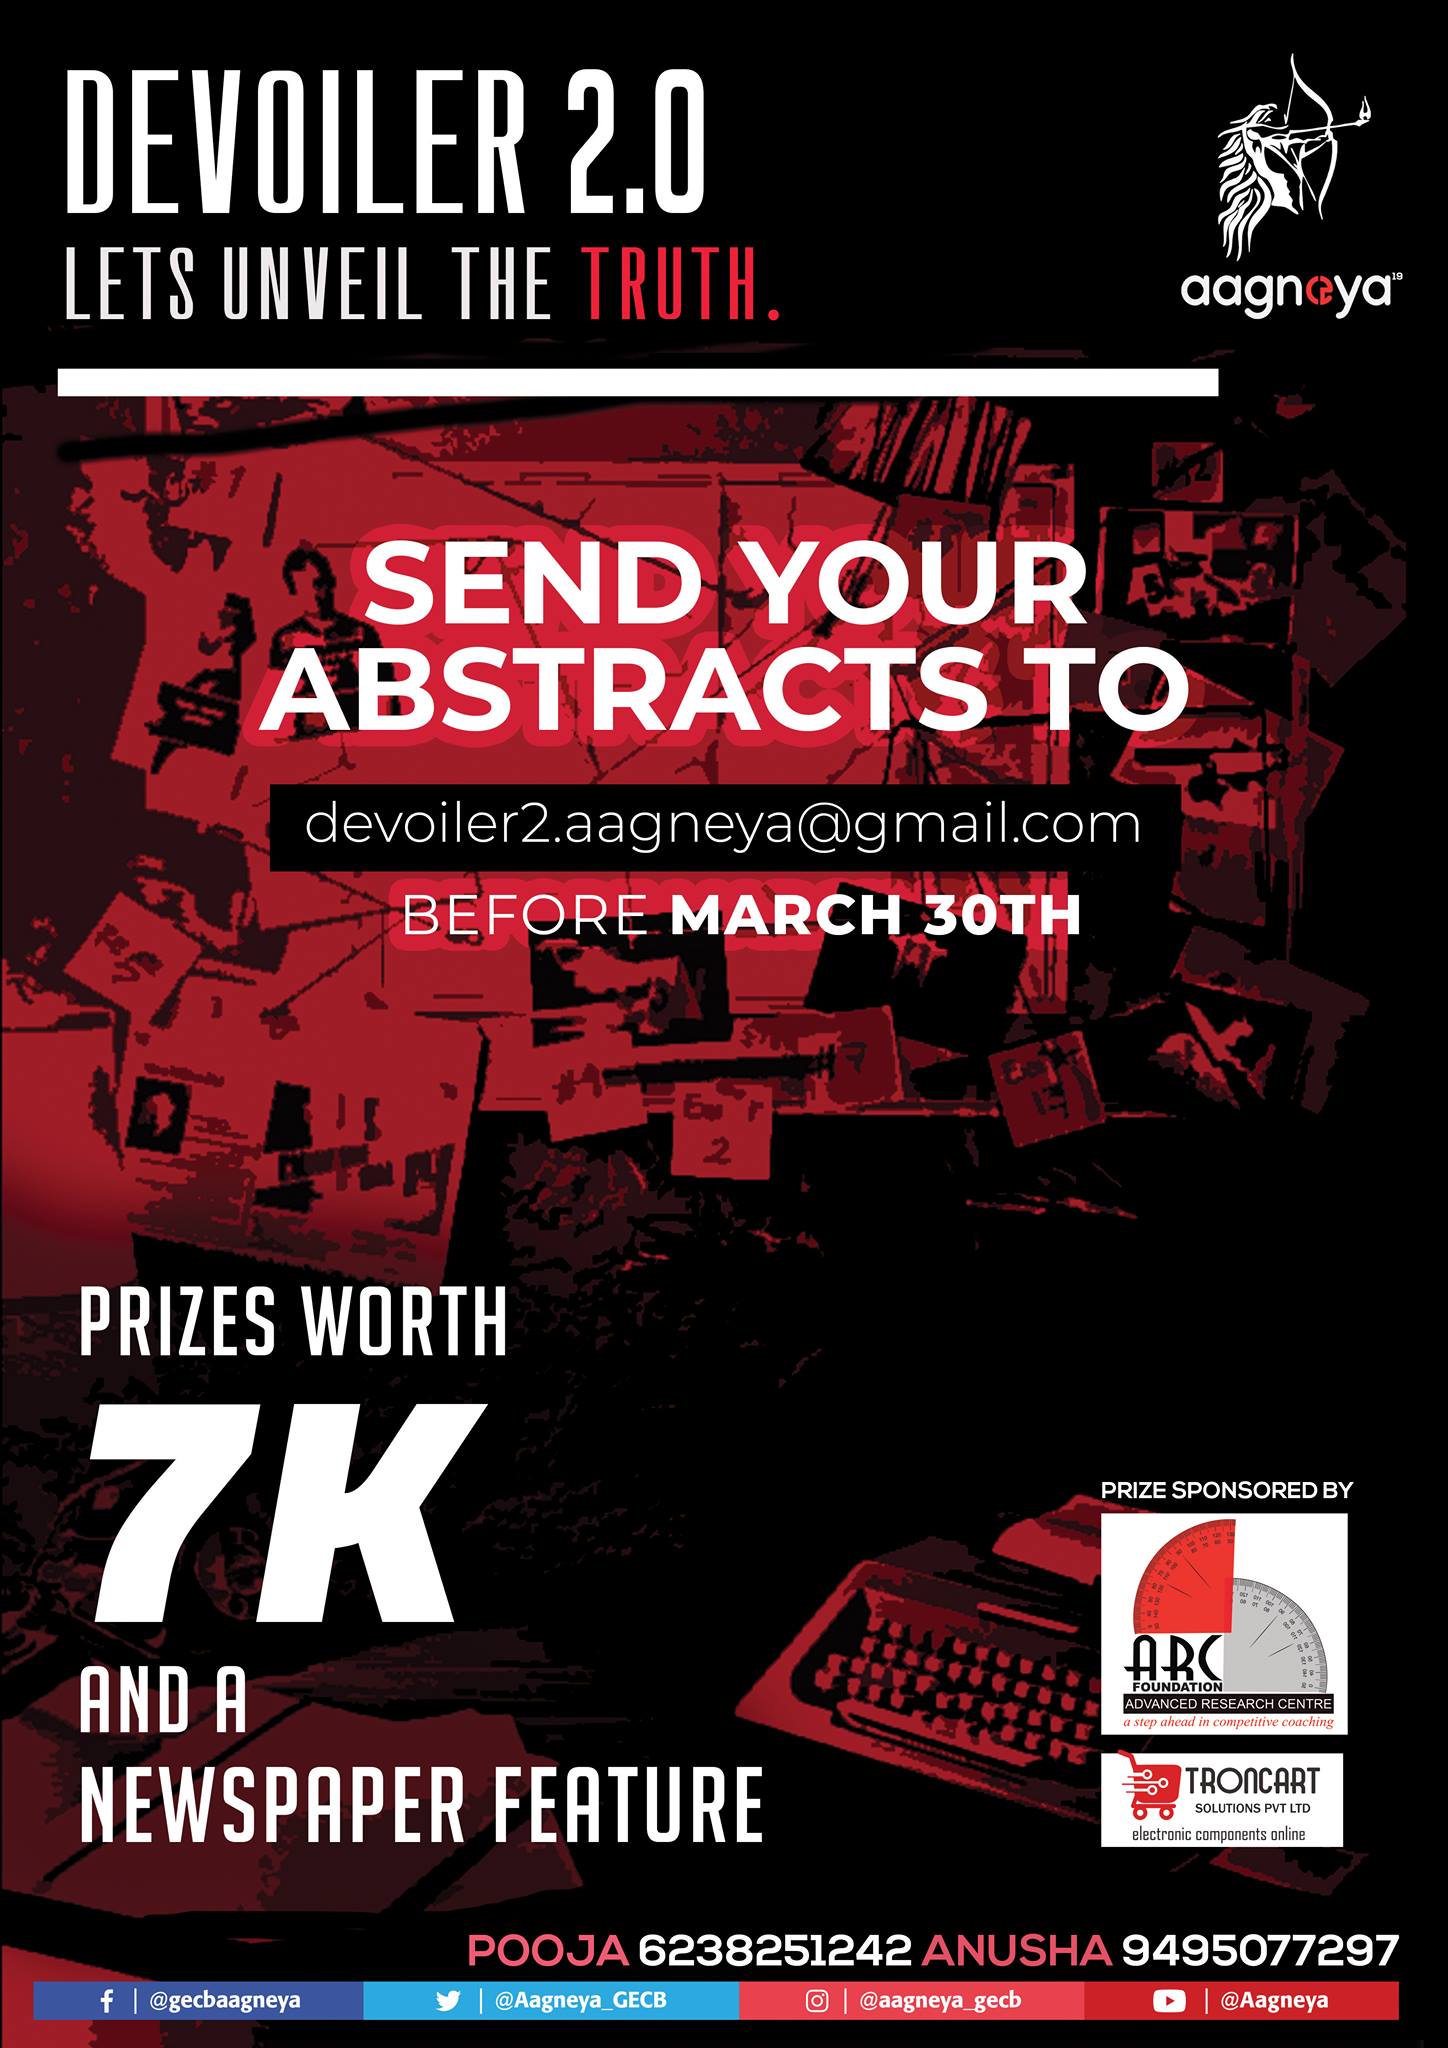 DEVOILER 2.0
LETS UNVEIL THE TRUTH.
aagneya19
SEND YOUR
ABSTRACTS TO
devoiler2.aagneya@gmail.com
BEFORE MARCH 30TH
PRIZES WORTH
7K
AND A
NEWSPAPER FEATURE
PRIZE SPONSORED BY
ARC
FOUNDATION
ADVANCED RESEARCH CENTRE
a step ahead in competitive coaching
TRONCART
SOLUTIONS PVT LTD
electronic components online
POOJA 6238251242 ANUSHA 9495077297
@gecbaagneya @Aagneya_GECB @aagneya_gecb @Aagneya